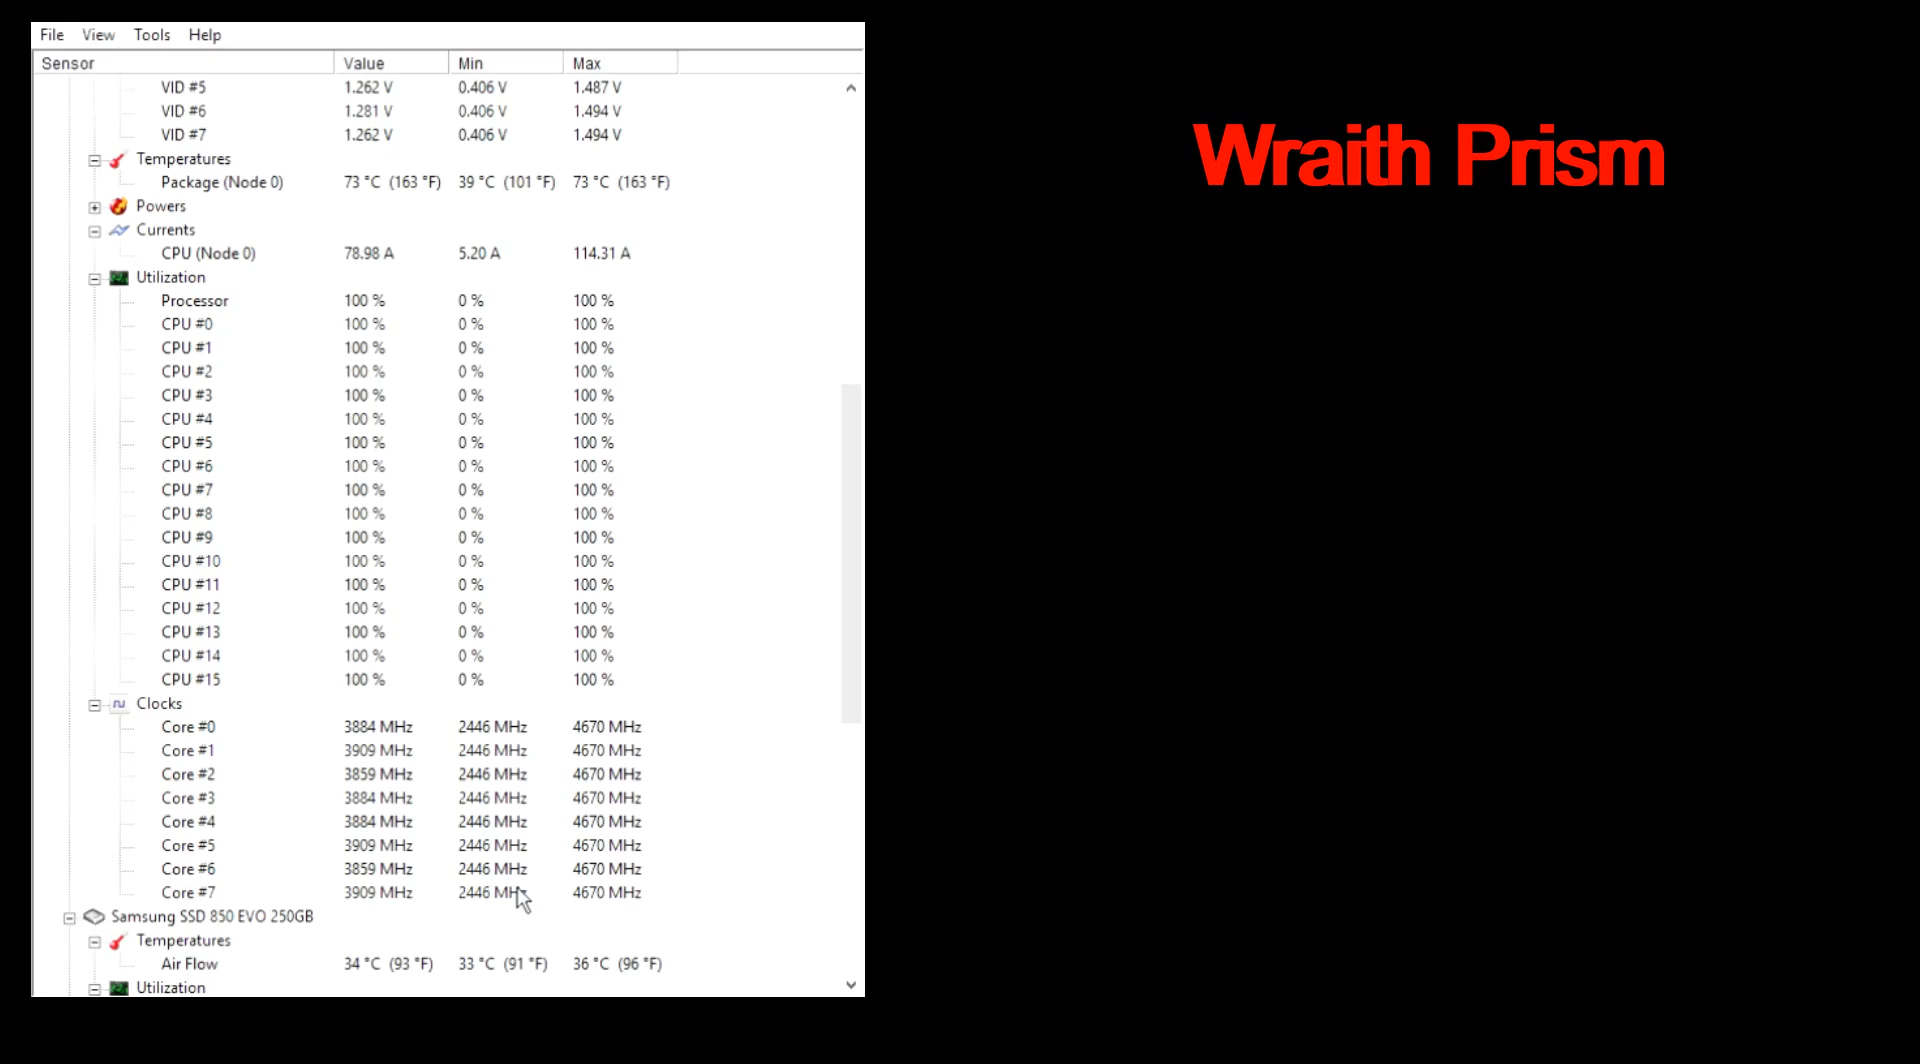 File View Tools Help
Sensor Value Min Max
VID #5 1.262 V 0.406 V 1.487 V
VID #6 1.281 V 0.406 V 1.494 V
VID #7 1.262 V 0.406 V 1.494 V
Temperatures
Package (Node 0) 73 °C (163 °F) 39 °C (101 °F) 73 °C (163 °F)
Powers
Currents
CPU (Node 0) 78.98 A 5.20 A 114.31 A
Utilization
Processor 100 % 0 % 100 %
CPU #0 100 % 0 % 100 %
CPU #1 100 % 0 % 100 %
CPU #2 100 % 0 % 100 %
CPU #3 100 % 0 % 100 %
CPU #4 100 % 0 % 100 %
CPU #5 100 % 0 % 100 %
CPU #6 100 % 0 % 100 %
CPU #7 100 % 0 % 100 %
CPU #8 100 % 0 % 100 %
CPU #9 100 % 0 % 100 %
CPU #10 100 % 0 % 100 %
CPU #11 100 % 0 % 100 %
CPU #12 100 % 0 % 100 %
CPU #13 100 % 0 % 100 %
CPU #14 100 % 0 % 100 %
CPU #15 100 % 0 % 100 %
Clocks
Core #0 3884 MHz 2446 MHz 4670 MHz
Core #1 3909 MHz 2446 MHz 4670 MHz
Core #2 3859 MHz 2446 MHz 4670 MHz
Core #3 3884 MHz 2446 MHz 4670 MHz
Core #4 3884 MHz 2446 MHz 4670 MHz
Core #5 3909 MHz 2446 MHz 4670 MHz
Core #6 3859 MHz 2446 MHz 4670 MHz
Core #7 3909 MHz 2446 MHz 4670 MHz
Samsung SSD 850 EVO 250GB
Temperatures
Air Flow 34 °C (93 °F) 33 °C (91 °F) 36 °C (96 °F)
Utilization
Wraith Prism